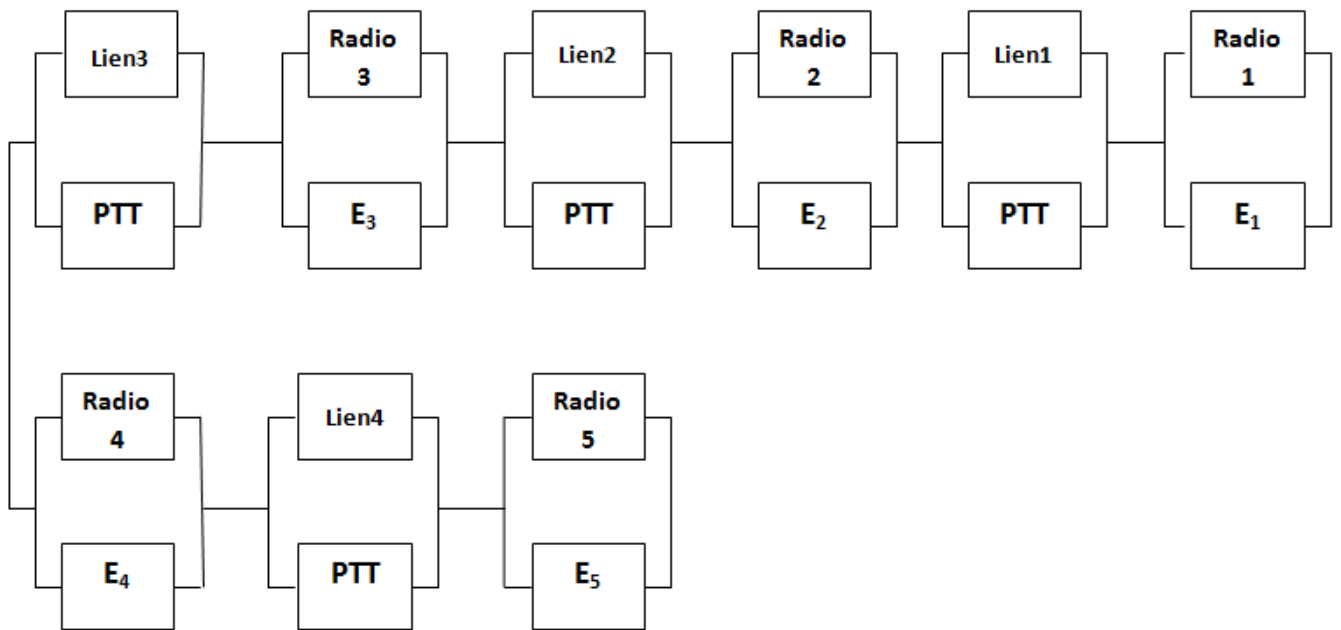 Lien3
Radio
3
Lien2
Radio
2
Lien1
Radio
1
PTT
E₃
PTT
E₂
PTT
E₁
Radio
4
Lien4
Radio
5
E₄
PTT
E₅